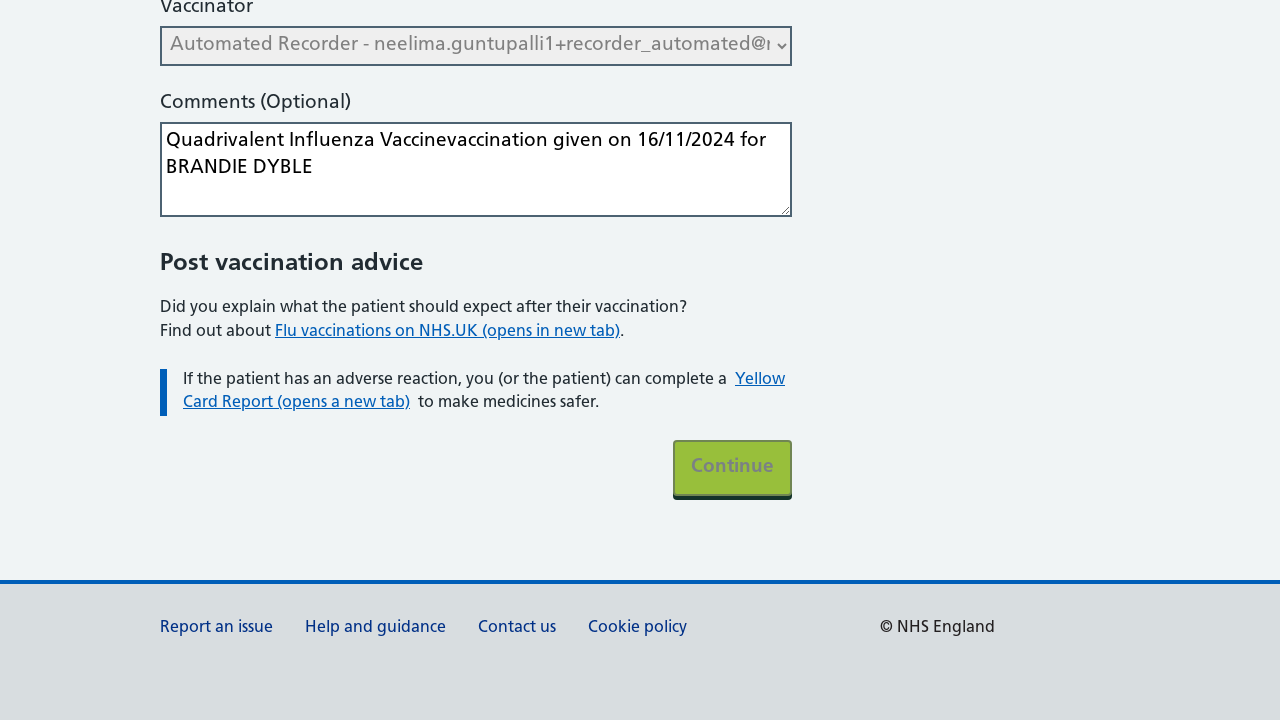 Vaccinator
Automated Recorder - neelima.guntupalli1+recorder_automated@
Comments (Optional)
Quadrivalent Influenza Vaccinevaccination given on 16/11/2024 for
BRANDIE DYBLE
Post vaccination advice
Did you explain what the patient should expect after their vaccination?
Find out about Flu vaccinations on NHS.UK (opens in new tab).
If the patient has an adverse reaction, you (or the patient) can complete a Yellow
Card Report (opens a new tab) to make medicines safer.
Continue
Report an issue Help and guidance Contact us Cookie policy © NHS England